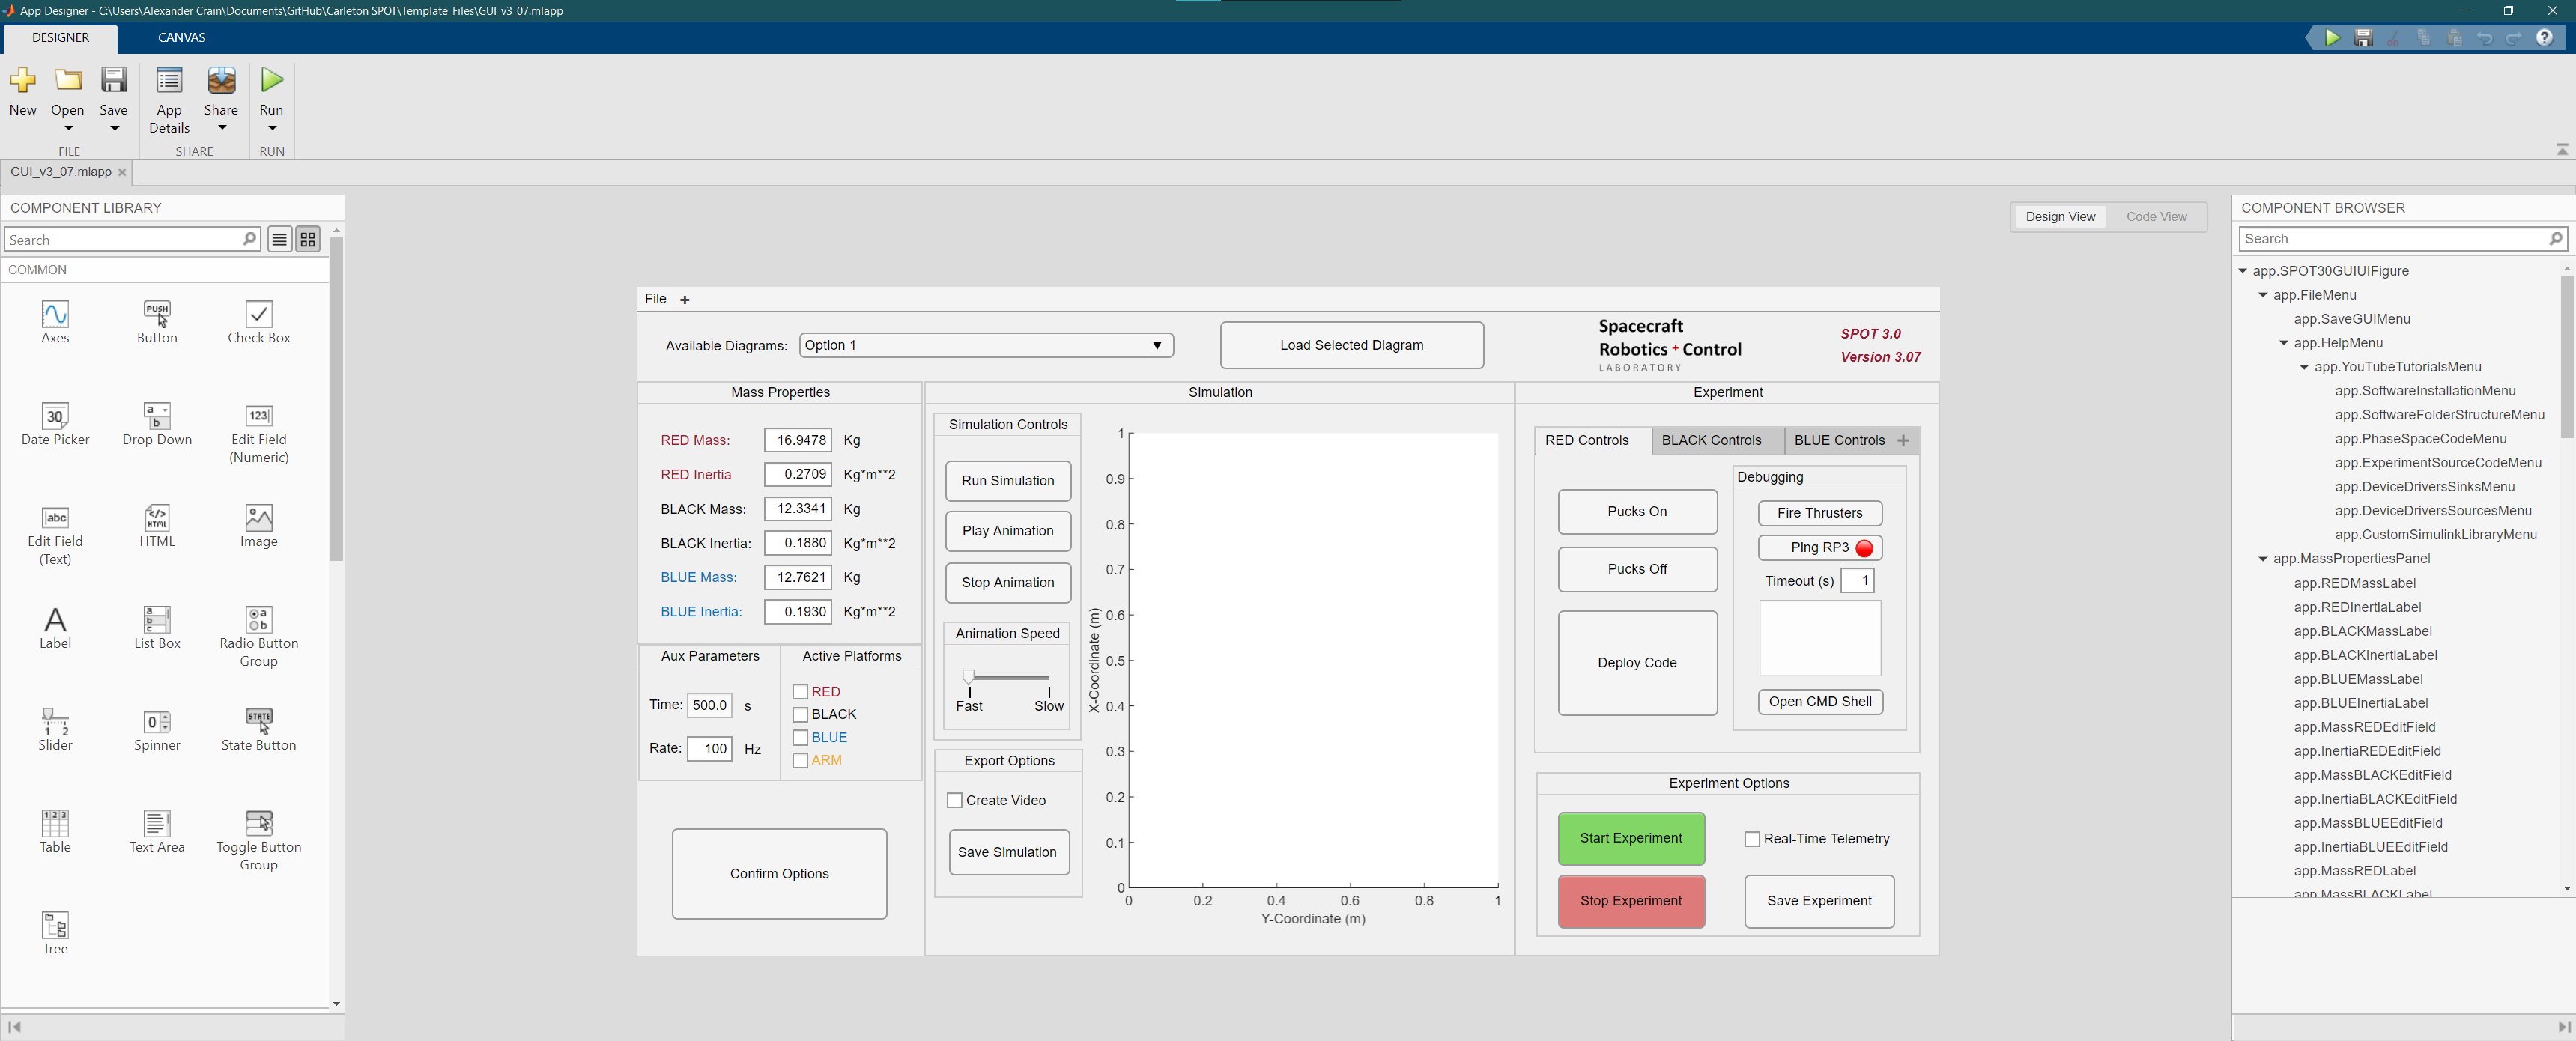 App Designer - C:\Users\Alexander Crain\Documents\GitHub\Carleton SPOT\Template_Files\GUI_v3_07.mlapp
DESIGNER
CANVAS
New
Open
Save
App Details
Share
Run
FILE
SHARE
RUN
GUI_v3_07.mlapp
COMPONENT LIBRARY
Search
COMMON
Axes
Button
Check Box
Date Picker
Drop Down
Edit Field
(Numeric)
Edit Field
(Text)
HTML
Image
Label
List Box
Radio Button
Group
Slider
Spinner
State Button
Table
Text Area
Toggle Button
Group
Tree
Design View
Code View
File
Available Diagrams:
Option 1
Load Selected Diagram
Spacecraft
Robotics + Control
LABORATORY
SPOT 3.0
Version 3.07
Mass Properties
RED Mass: 16.9478 Kg
RED Inertia 0.2709 Kg*m**2
BLACK Mass: 12.3341 Kg
BLACK Inertia: 0.1880 Kg*m**2
BLUE Mass: 12.7621 Kg
BLUE Inertia: 0.1930 Kg*m**2
Aux Parameters
Time: 500.0 s
Rate: 100 Hz
Active Platforms
RED
BLACK
BLUE
ARM
Confirm Options
Simulation
Simulation Controls
Run Simulation
Play Animation
Stop Animation
Animation Speed
Fast
Slow
Export Options
Create Video
Save Simulation
X-Coordinate (m)
1
0.9
0.8
0.7
0.6
0.5
0.4
0.3
0.2
0.1
0
0 0.2 0.4 0.6 0.8 1
Y-Coordinate (m)
Experiment
RED Controls
BLACK Controls
BLUE Controls
Pucks On
Pucks Off
Deploy Code
Debugging
Fire Thrusters
Ping RP3
Timeout (s) 1
Open CMD Shell
Experiment Options
Start Experiment
Real-Time Telemetry
Stop Experiment
Save Experiment
COMPONENT BROWSER
Search
app.SPOT30GUIUIFigure
app.FileMenu
app.SaveGUIMenu
app.HelpMenu
app.YouTubeTutorialsMenu
app.SoftwareInstallationMenu
app.SoftwareFolderStructureMenu
app.PhaseSpaceCodeMenu
app.ExperimentSourceCodeMenu
app.DeviceDriversSinksMenu
app.DeviceDriversSourcesMenu
app.CustomSimulinkLibraryMenu
app.MassPropertiesPanel
app.REDMassLabel
app.REDInertiaLabel
app.BLACKMassLabel
app.BLACKInertiaLabel
app.BLUEMassLabel
app.BLUEInertiaLabel
app.MassREDEditField
app.InertiaREDEditField
app.MassBLACKEditField
app.InertiaBLACKEditField
app.MassBLUEEditField
app.InertiaBLUEEditField
app.MassREDLabel
app.MassBLACKLabel